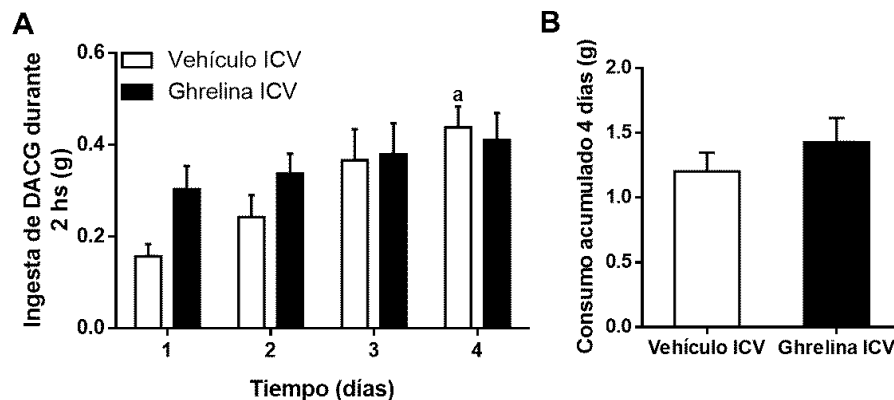 A
Ingesta de DACG durante
2 hs (g)
0.6
0.4
0.2
0.0
Vehículo ICV
Ghrelina ICV
a
1 2 3 4
Tiempo (días)
B
Consumo acumulado 4 días (g)
2.0
1.5
1.0
0.5
0.0
Vehículo ICV Ghrelina ICV